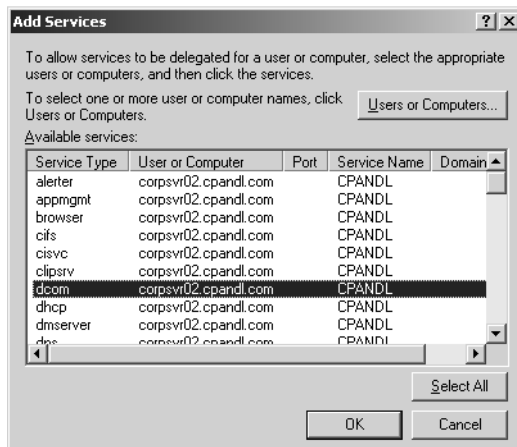 Add Services
To allow services to be delegated for a user or computer, select the appropriate
users or computers, and then click the services.
To select one or more user or computer names, click
Users or Computers.
Users or Computers...
Available services:
Service Type User or Computer Port Service Name Domain
alerter corpsvr02.cpandl.com CPANDL
appmgmt corpsvr02.cpandl.com CPANDL
browser corpsvr02.cpandl.com CPANDL
cifs corpsvr02.cpandl.com CPANDL
cisvc corpsvr02.cpandl.com CPANDL
clipsrv corpsvr02.cpandl.com CPANDL
dcom corpsvr02.cpandl.com CPANDL
dhcp corpsvr02.cpandl.com CPANDL
dmserver corpsvr02.cpandl.com CPANDL
dns corpsvr02.cpandl.com CPANDL
Select All
OK Cancel